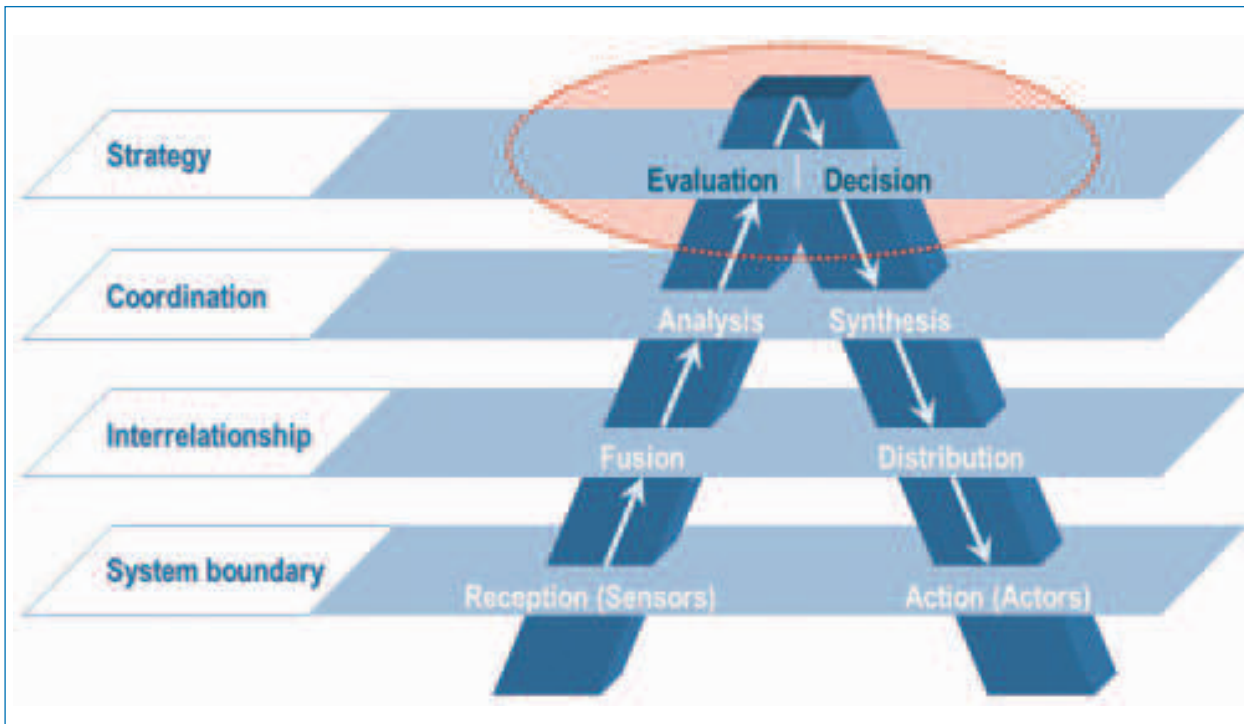 Strategy
Evaluation Decision
Coordination
Analysis Synthesis
Interrelationship
Fusion Distribution
System boundary
Reception (Sensors) Action (Actors)